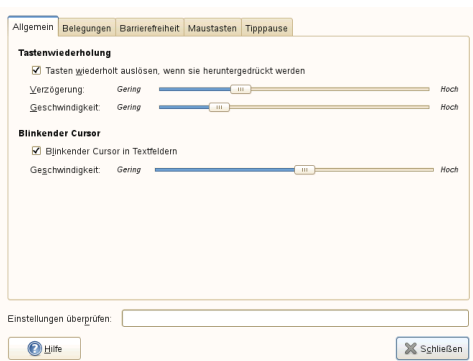 Allgemein Belegungen Barrierefreiheit Maustasten Tipppause
Tastenwiederholung
Tasten wiederholt auslösen, wenn sie heruntergedrückt werden
Verzögerung: Gering Hoch
Geschwindigkeit: Gering Hoch
Blinkender Cursor
Blinkender Cursor in Textfeldern
Geschwindigkeit: Gering Hoch
Einstellungen überprüfen:
Hilfe Schließen